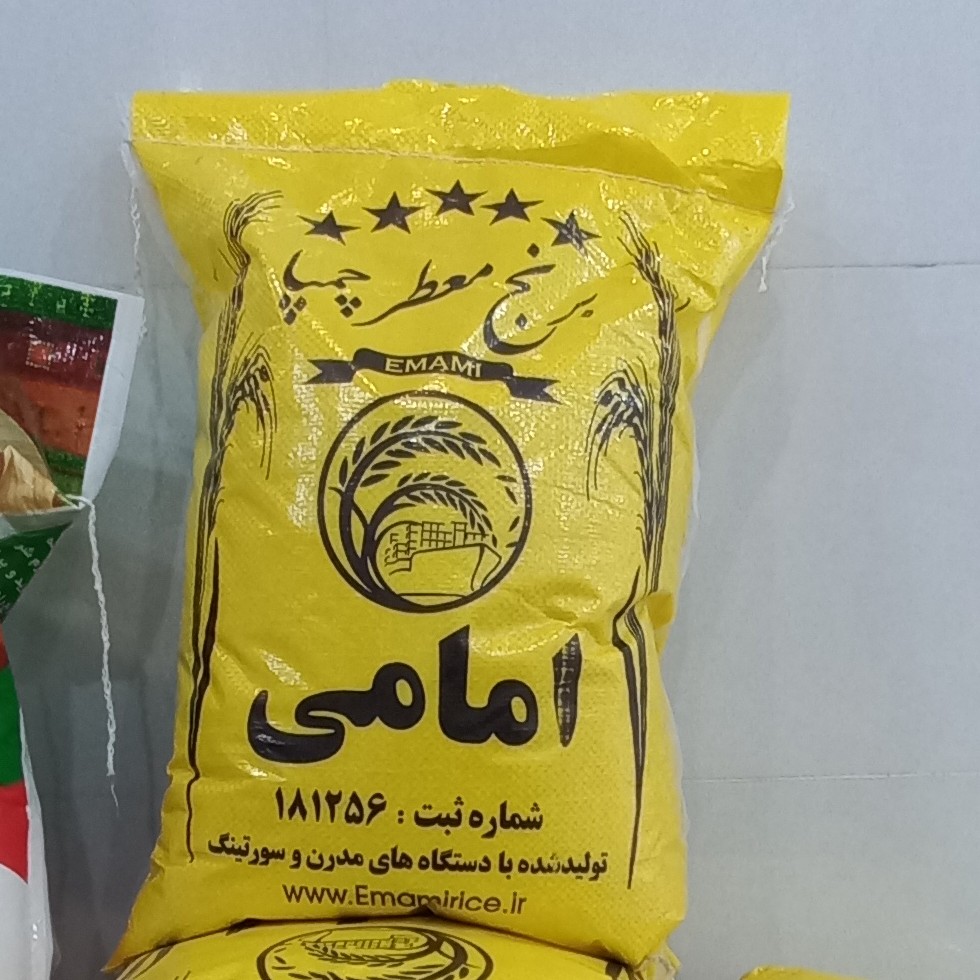 برنج معطر چمپا
EMAMI
امامی
شماره ثبت : ۱۸۱۲۵۶
تولیدشده با دستگاه های مدرن و سورتینگ
www.Emamirice.ir